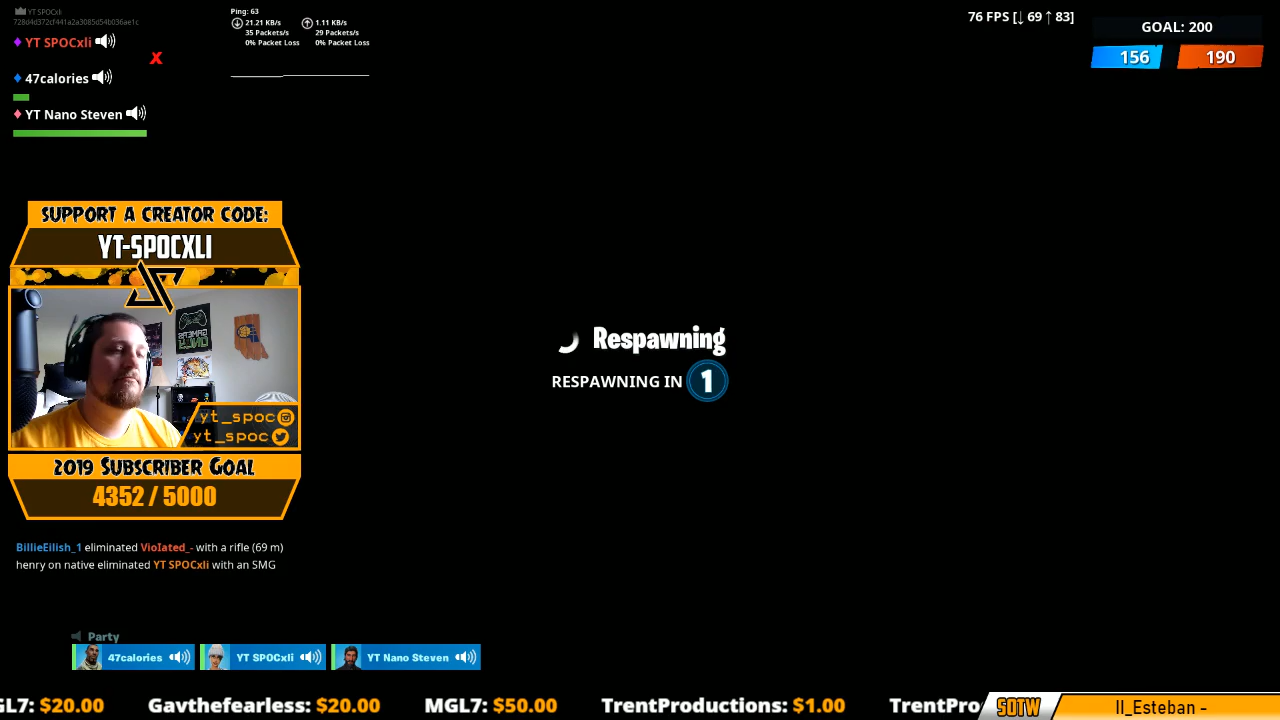 YT SPOCxli
728d4d372cf441a2a3085d54b036ae1c
YT SPOCxli
X
47calories
YT Nano Steven
Ping: 63
21.21 KB/s 1.11 KB/s
35 Packets/s 29 Packets/s
0% Packet Loss 0% Packet Loss
76 FPS [↓ 69 ↑ 83]
GOAL: 200
156 190
SUPPORT A CREATOR CODE:
YT-SPOCXLI
yt_spoc
yt_spoc
2019 SUBSCRIBER GOAL
4352 / 5000
Respawning
RESPAWNING IN 1
BillieEilish_1 eliminated VioIated_- with a rifle (69 m)
henry on native eliminated YT SPOCxli with an SMG
Party
47calories YT SPOCxli YT Nano Steven
GL7: $20.00 Gavthefearless: $20.00 MGL7: $50.00 TrentProductions: $1.00 TrentPro SOTW II_Esteban -